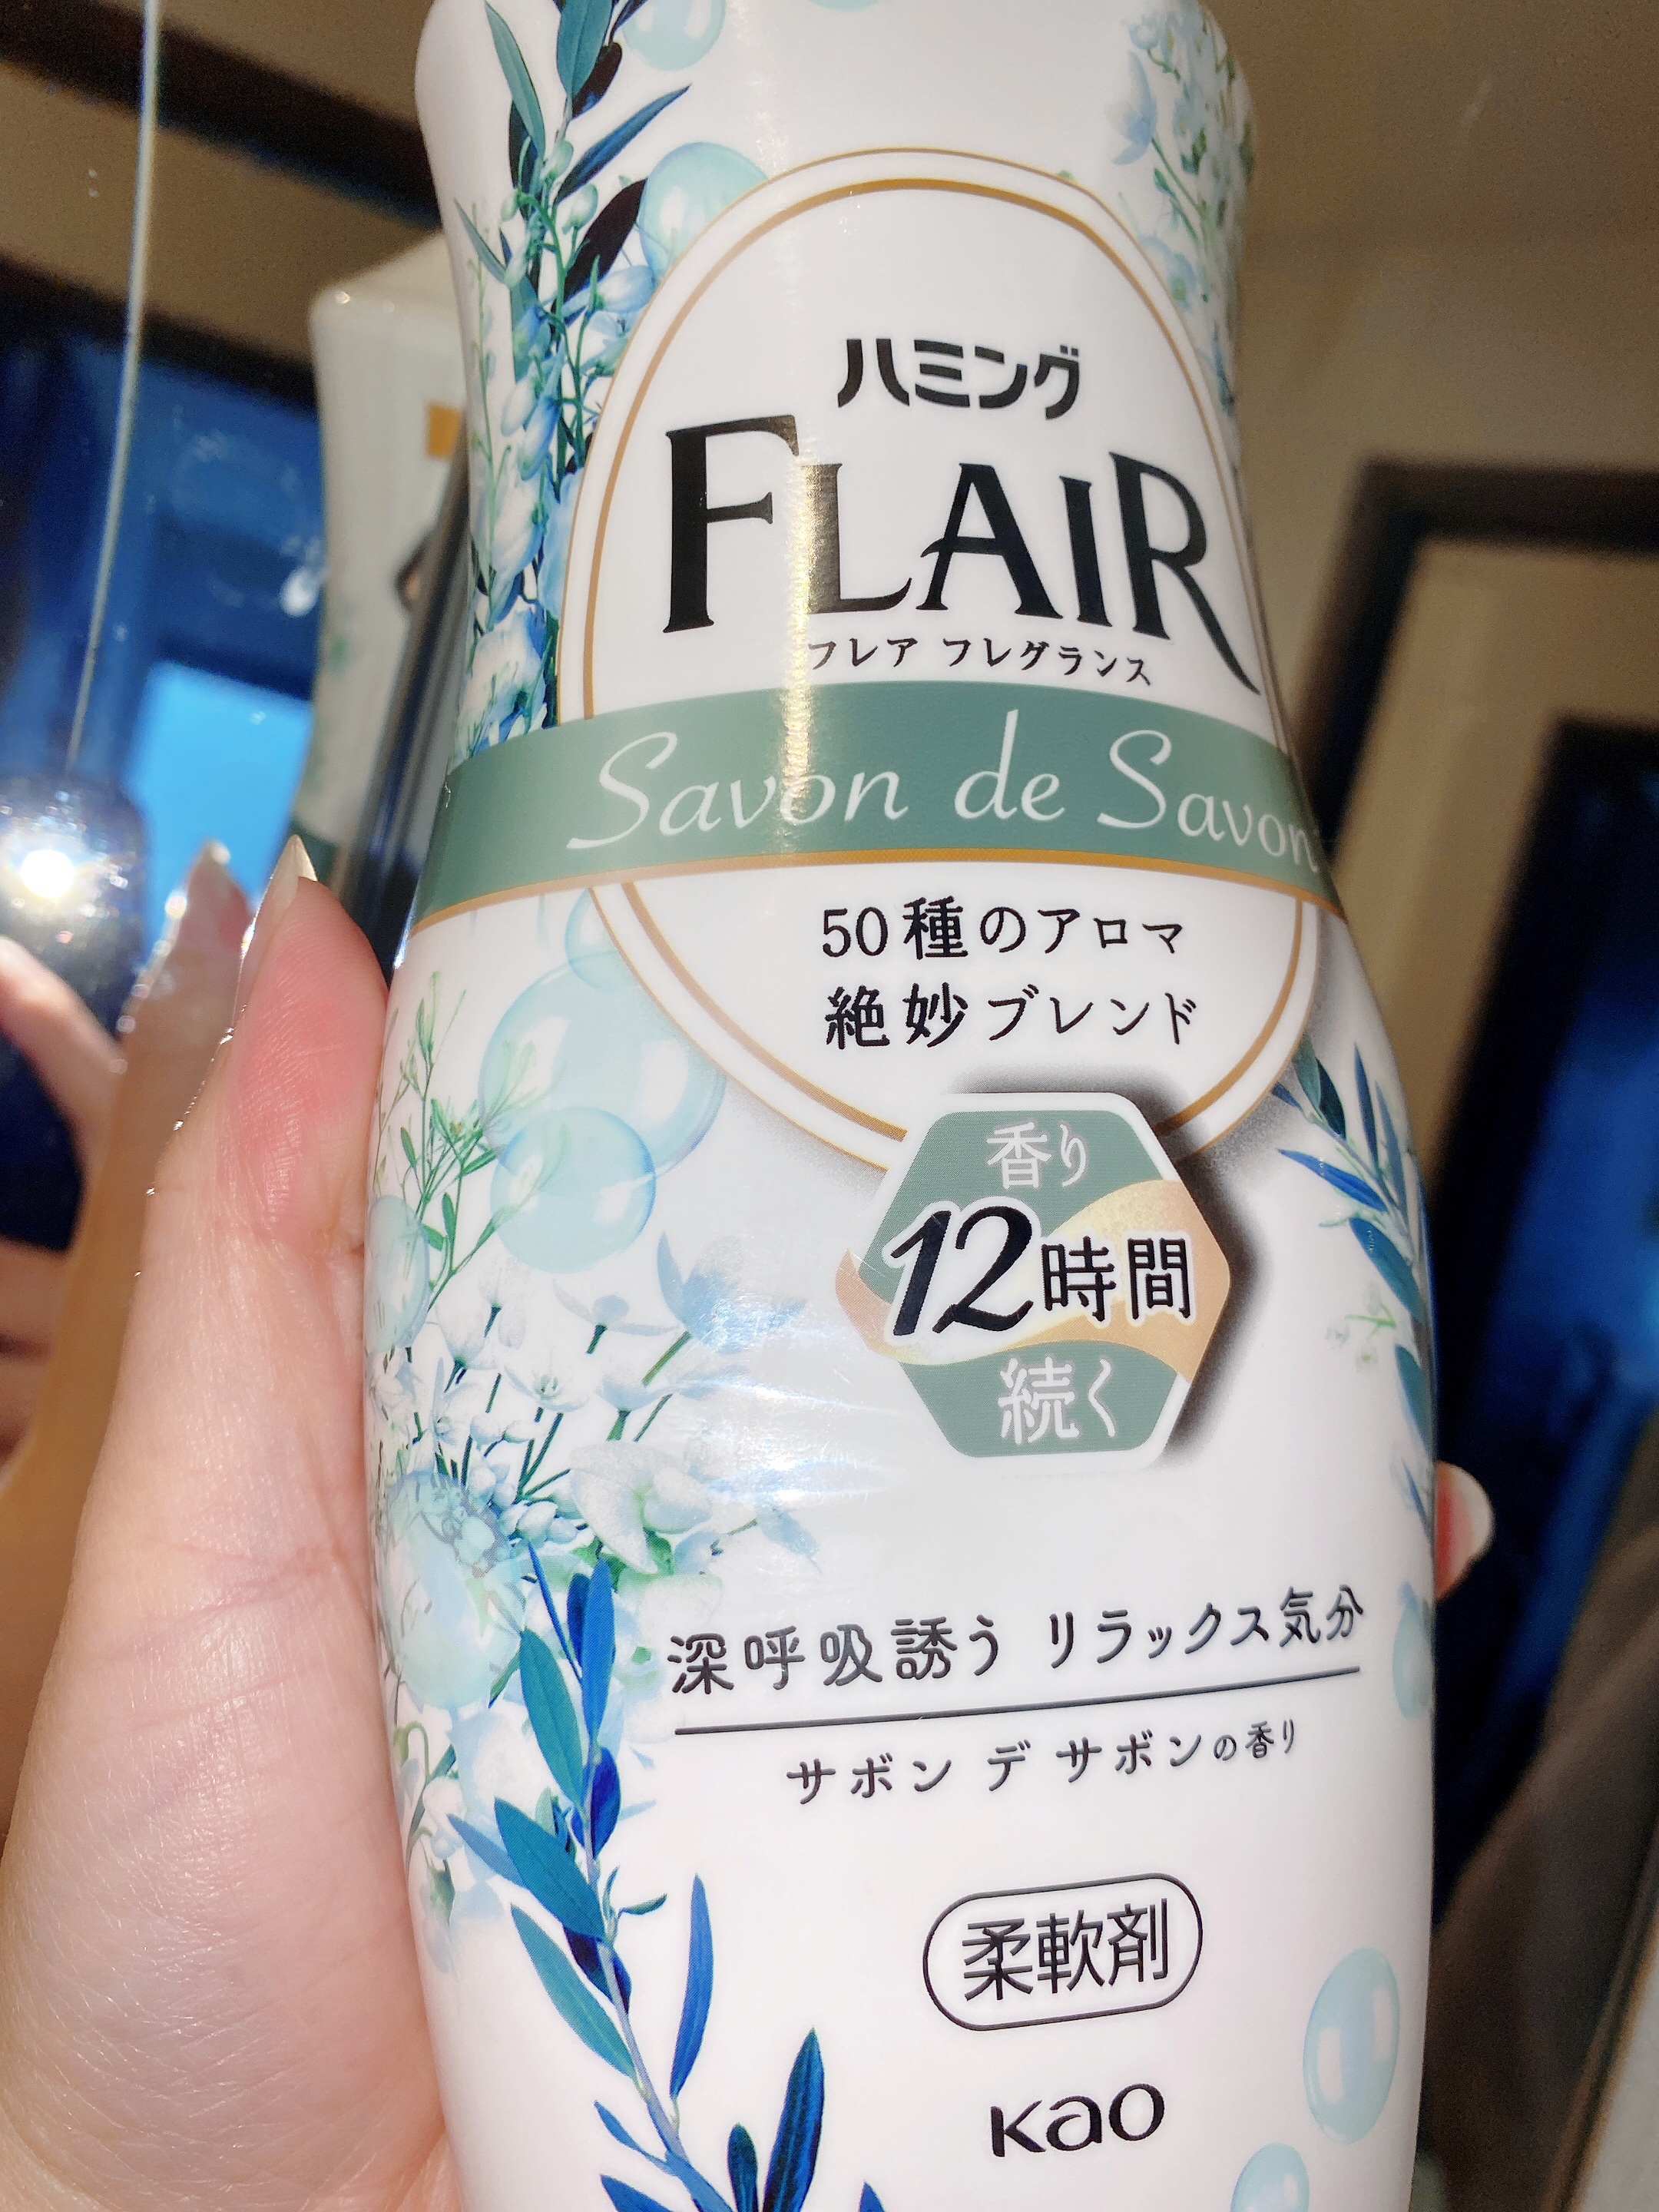 ハミング
FLAIR
フレア フレグランス
Savon de Savon
50種のアロマ
絶妙ブレンド
香り
12時間
続く
深呼吸誘う リラックス気分
サボン デ サボンの香り
柔軟剤
Kao